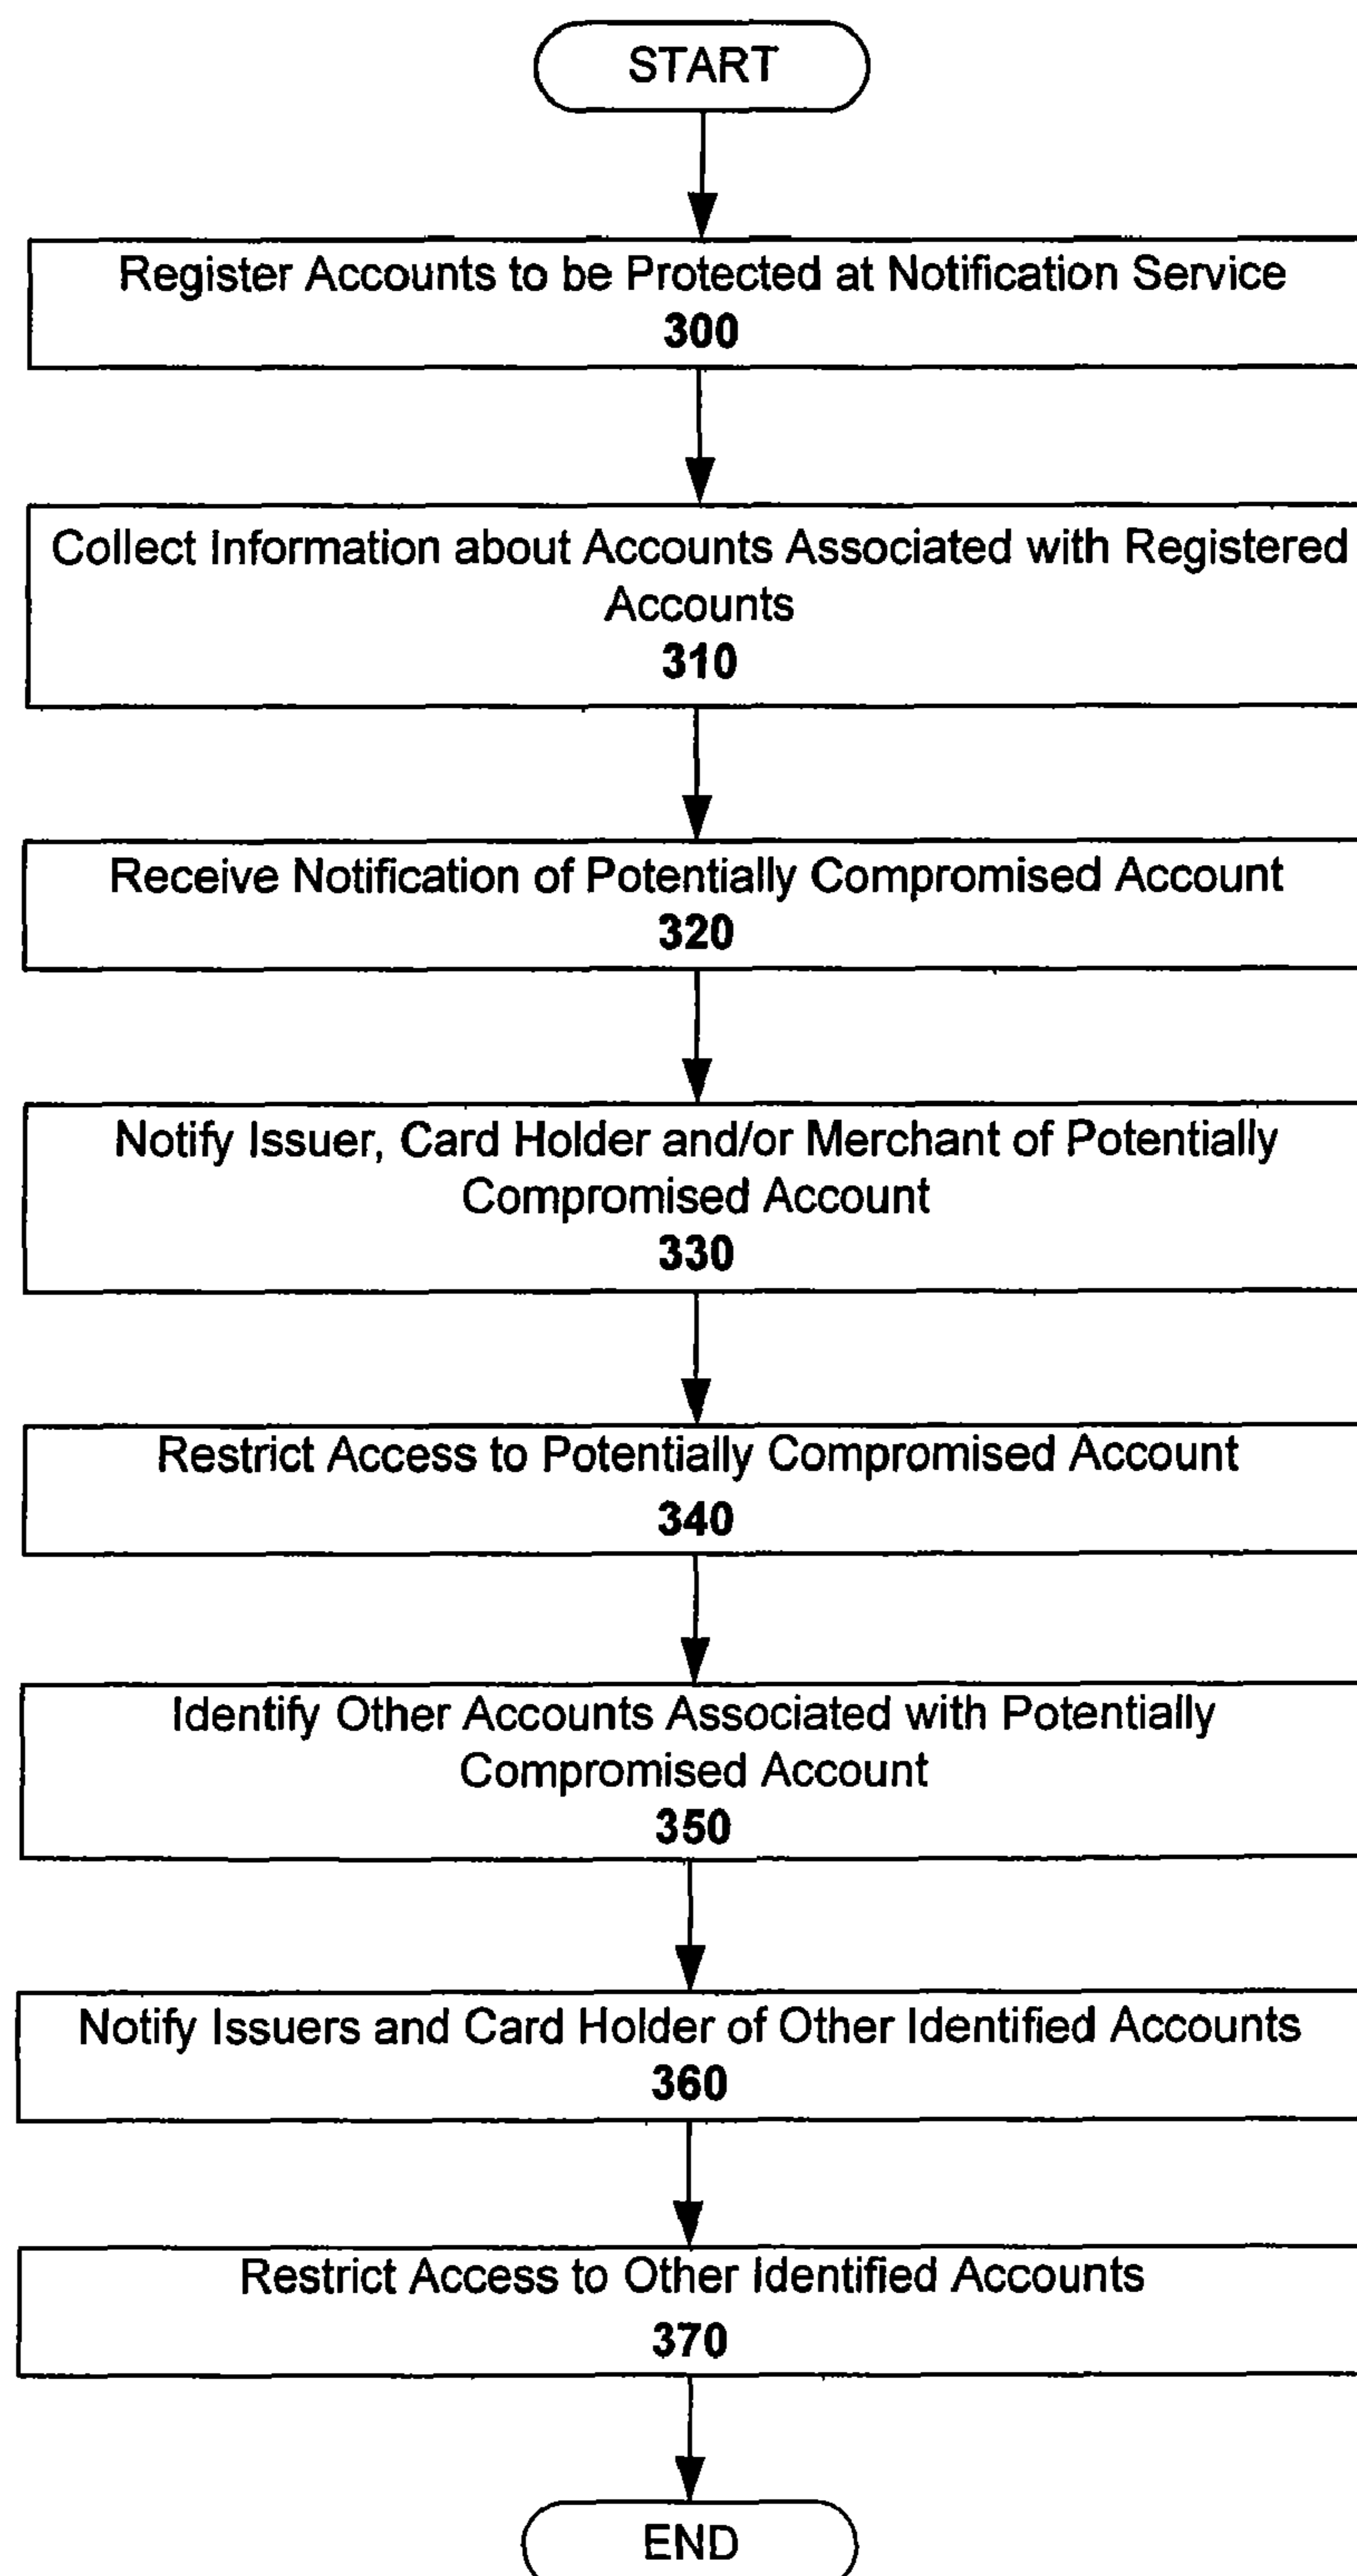 START
Register Accounts to be Protected at Notification Service
300
Collect Information about Accounts Associated with Registered
Accounts
310
Receive Notification of Potentially Compromised Account
320
Notify Issuer, Card Holder and/or Merchant of Potentially
Compromised Account
330
Restrict Access to Potentially Compromised Account
340
Identify Other Accounts Associated with Potentially
Compromised Account
350
Notify Issuers and Card Holder of Other Identified Accounts
360
Restrict Access to Other Identified Accounts
370
END